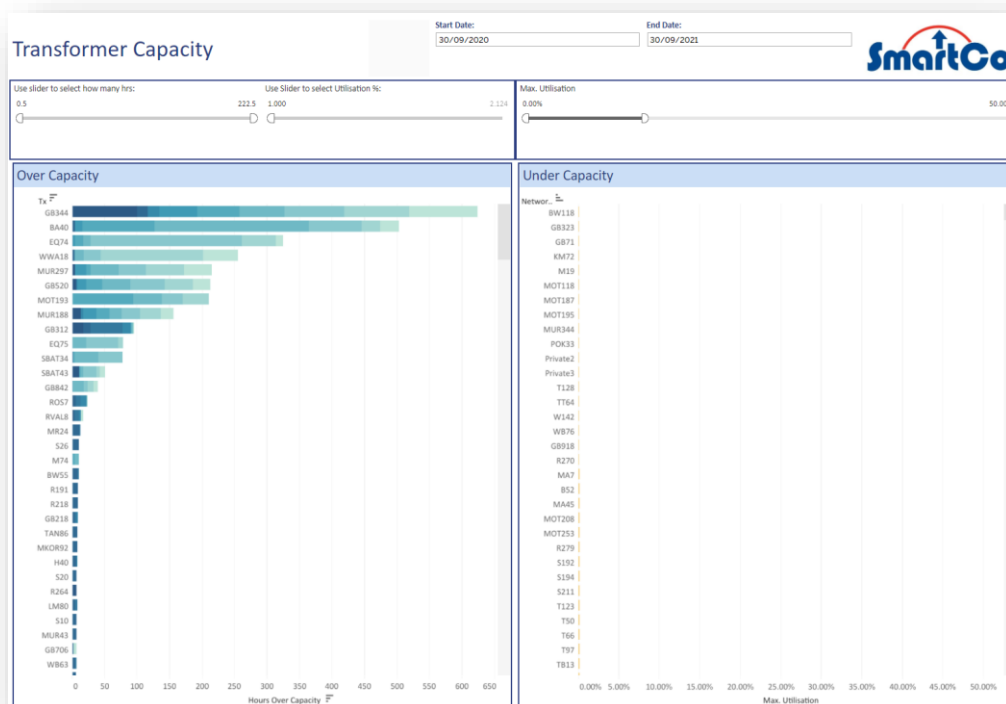 Transformer Capacity
Start Date:
30/09/2020
End Date:
30/09/2021
SmartCo
Use slider to select how many hrs:
0.5 222.5
Use Slider to select Utilisation %:
1.000 2.124
Max. Utilisation
0.00% 50.00
Over Capacity
Tx
GB344
BA40
EQ74
WWA18
MUR297
GB520
MOT193
MUR188
GB312
EQ75
SBAT34
SBAT43
GB842
ROS7
RVAL8
MR24
S26
M74
BW55
R191
R218
GB218
TAN86
MKOR92
H40
S20
R264
LM80
S10
MUR43
GB706
WB63
0 50 100 150 200 250 300 350 400 450 500 550 600 650
Hours Over Capacity
Under Capacity
Networ..
BW118
GB323
GB71
KM72
M19
MOT118
MOT187
MOT195
MUR344
POK33
Private2
Private3
T128
TT64
W142
WB76
GB918
R270
MA7
B52
MA45
MOT208
MOT253
R279
S192
S194
S211
T123
T50
T66
T97
TB13
0.00% 5.00% 10.00% 15.00% 20.00% 25.00% 30.00% 35.00% 40.00% 45.00% 50.00%
Max. Utilisation